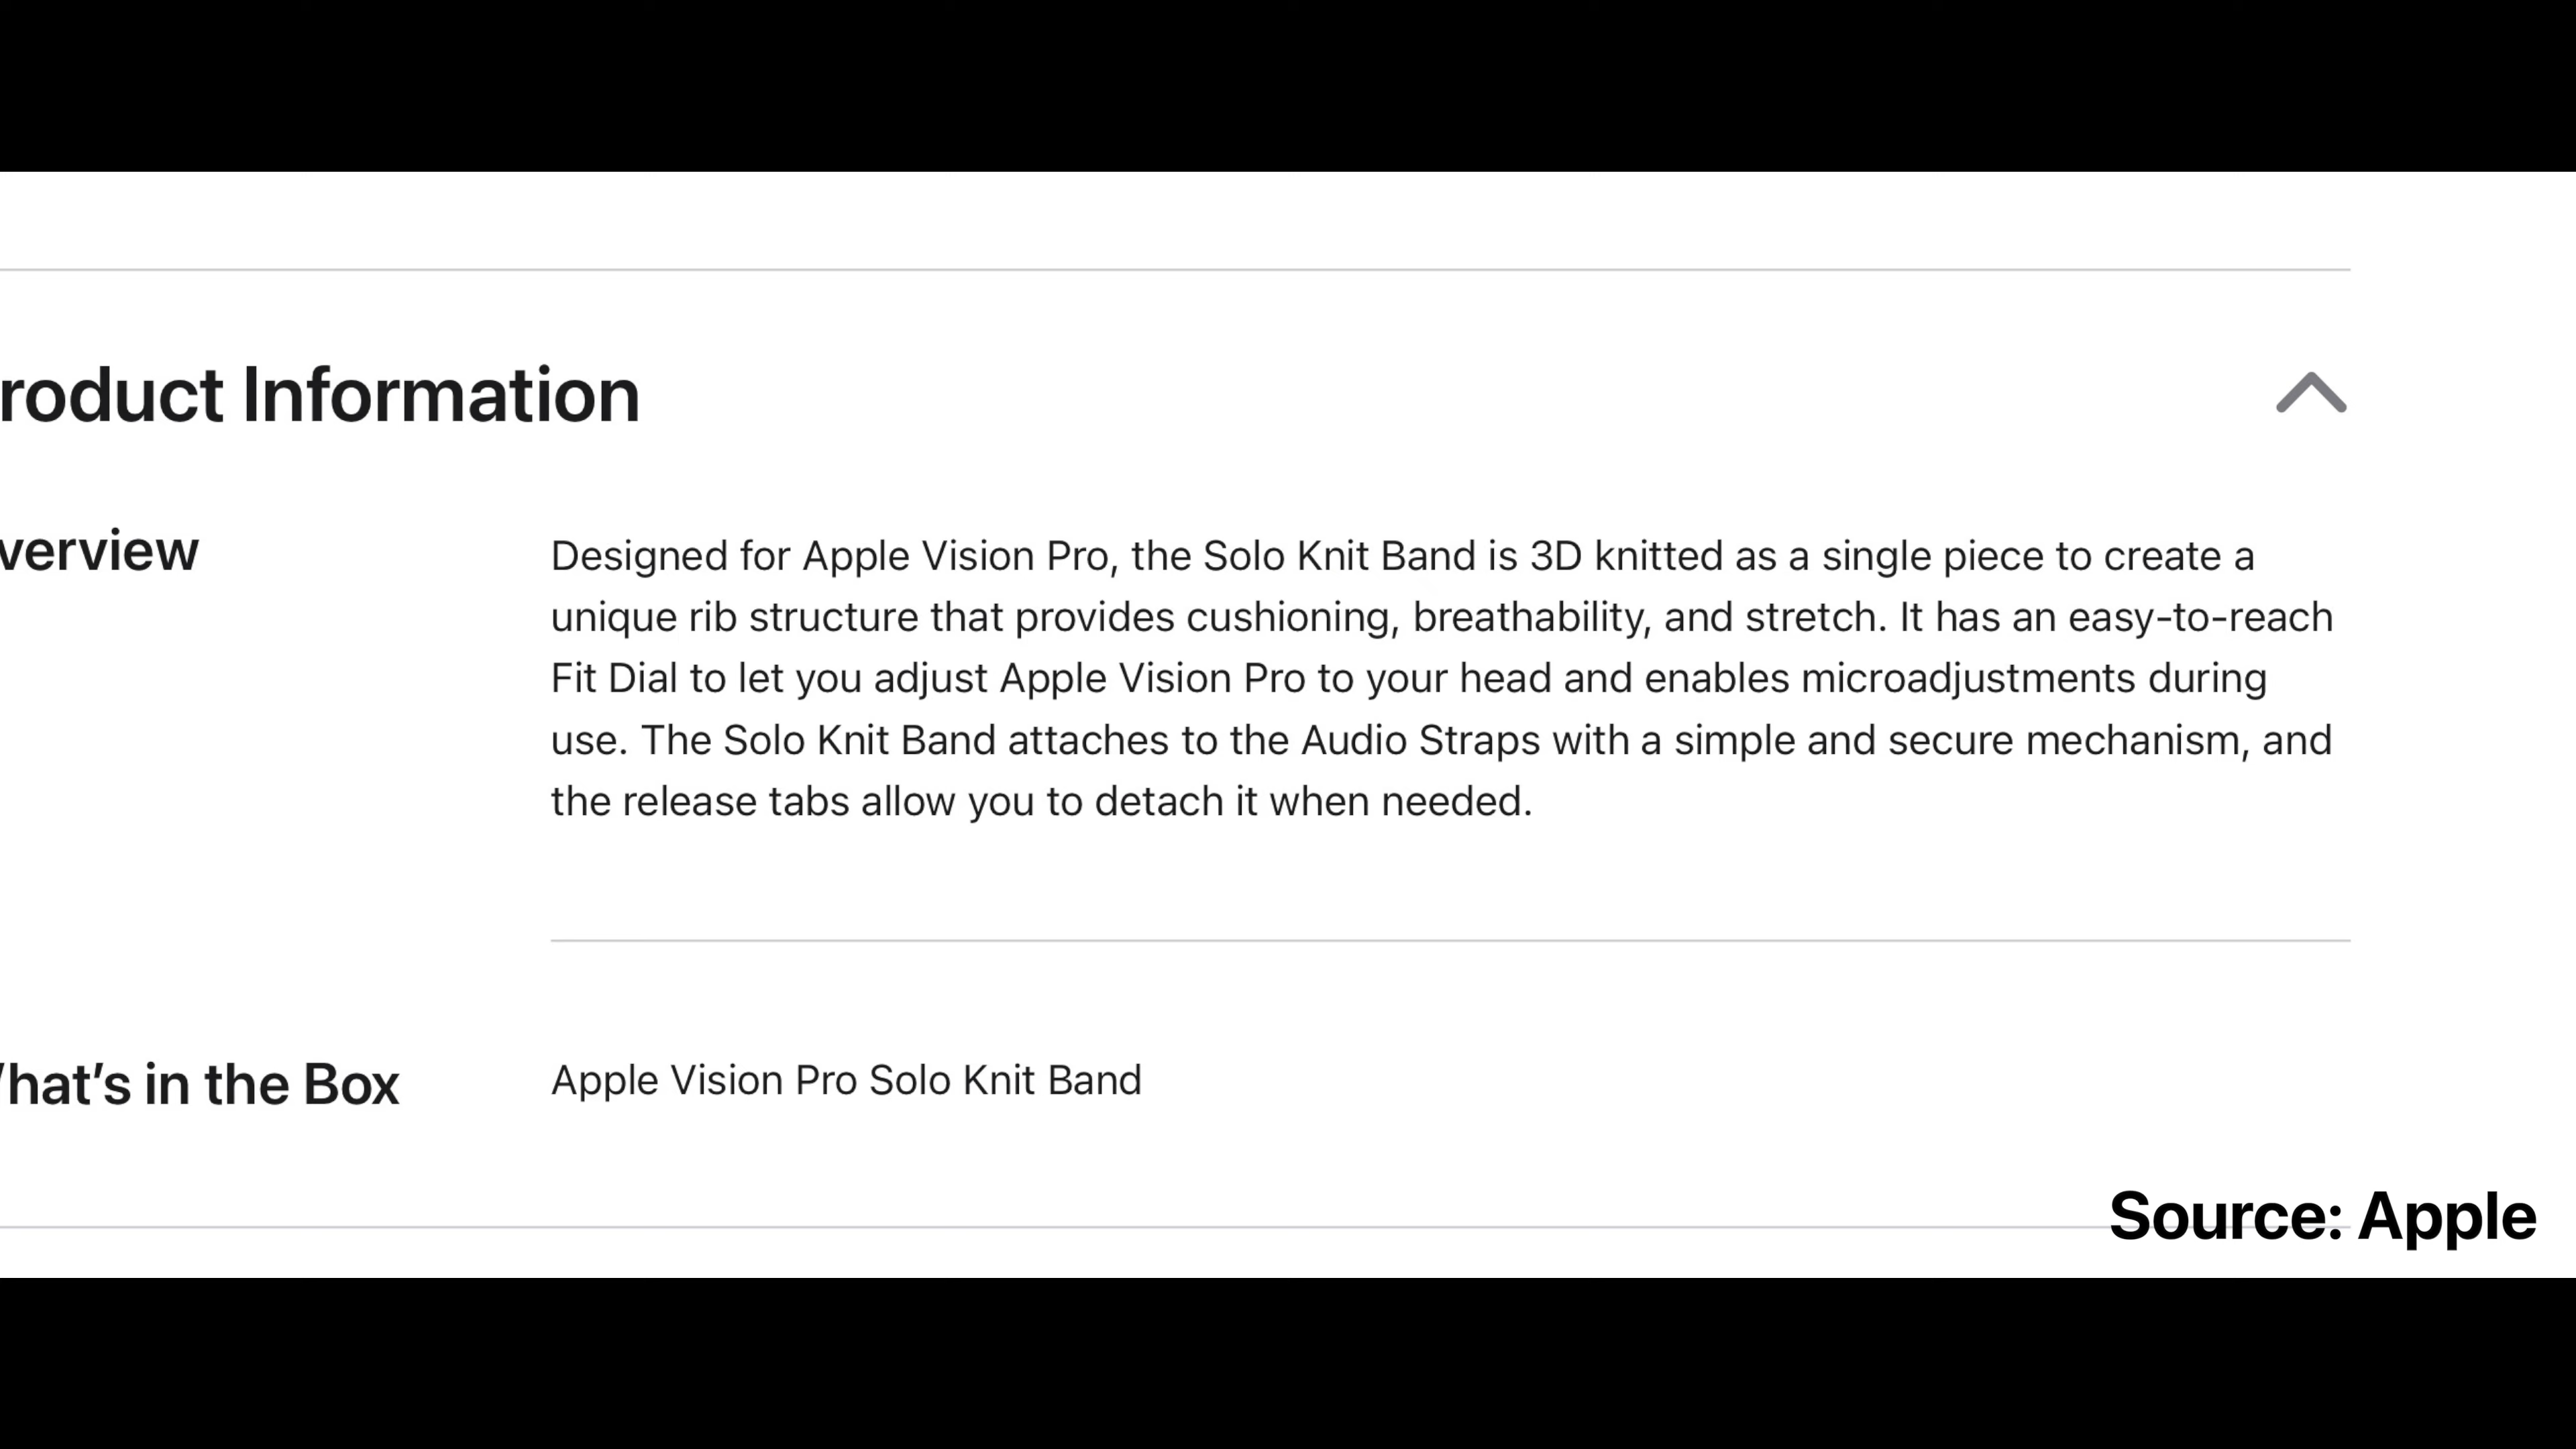 roduct Information
verview
Designed for Apple Vision Pro, the Solo Knit Band is 3D knitted as a single piece to create a
unique rib structure that provides cushioning, breathability, and stretch. It has an easy-to-reach
Fit Dial to let you adjust Apple Vision Pro to your head and enables microadjustments during
use. The Solo Knit Band attaches to the Audio Straps with a simple and secure mechanism, and
the release tabs allow you to detach it when needed.
hat’s in the Box
Apple Vision Pro Solo Knit Band
Source: Apple